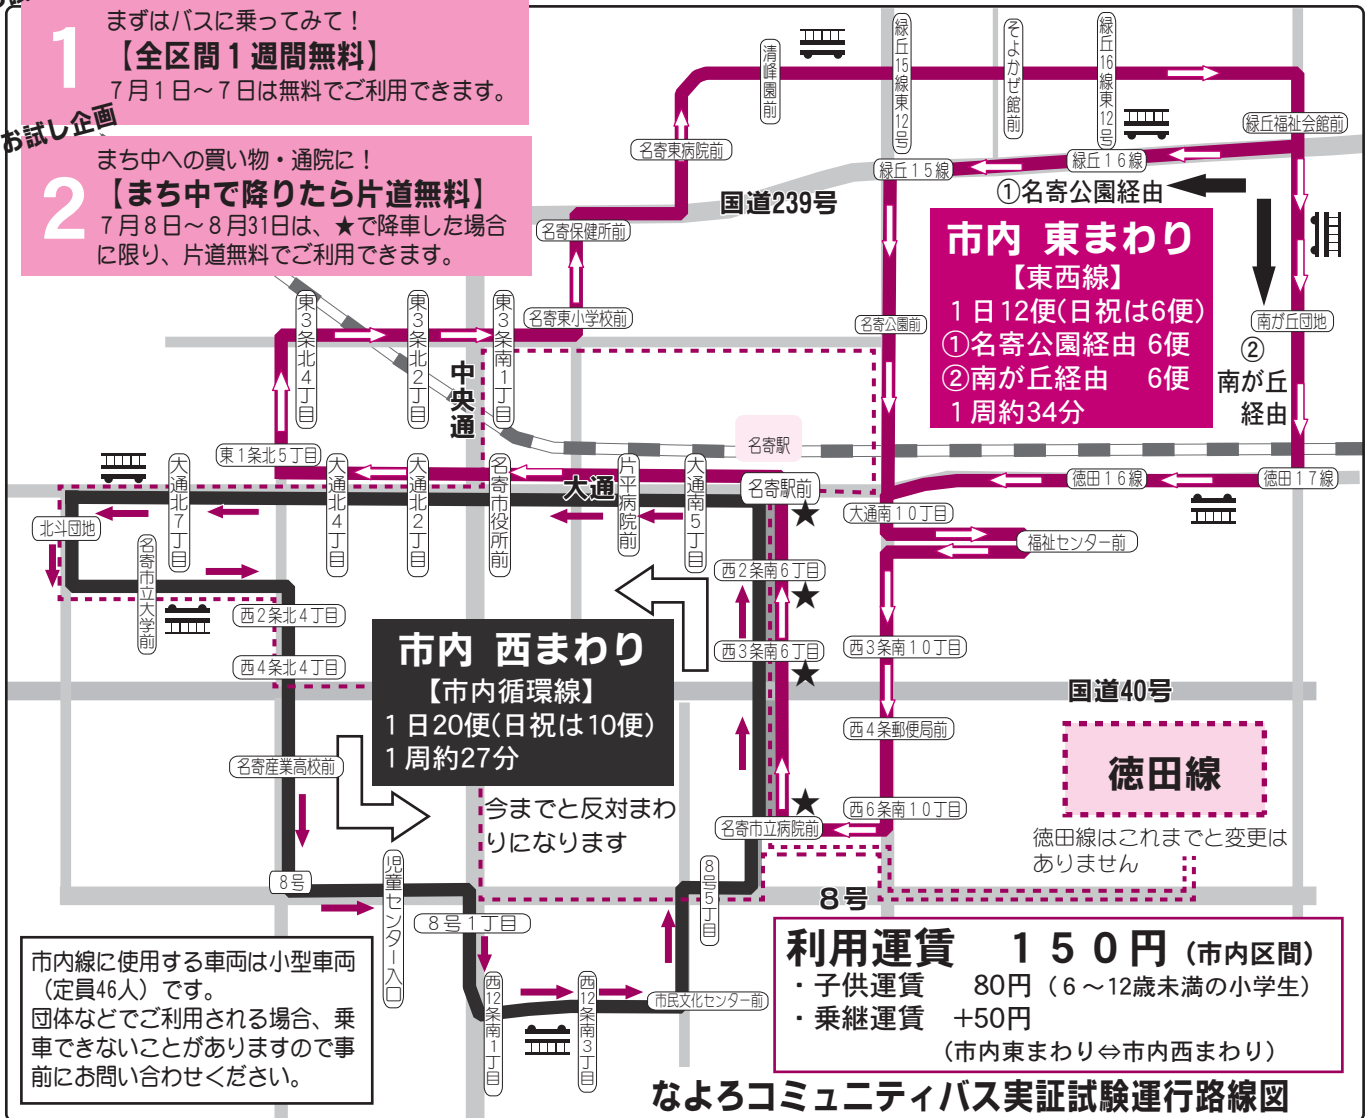 1
まずはバスに乗ってみて！
【全区間１週間無料】
７月１日～７日は無料でご利用できます。
お試し企画
2
まち中への買い物・通院に！
【まち中で降りたら片道無料】
７月８日～８月31日は、★で降車した場合
に限り、片道無料でご利用できます。
清峰園前
緑丘15線東12号
そよかぜ館前
緑丘16線東12号
緑丘福祉会館前
名寄東病院前
緑丘１５線
緑丘１６線
国道239号
①名寄公園経由
名寄保健所前
市内 東まわり
【東西線】
１日12便(日祝は6便)
①名寄公園経由 6便
②南が丘経由 6便
１周約34分
南が丘団地
②
南が丘
経由
名寄公園前
東３条北４丁目
東３条北２丁目
東３条南１丁目
名寄東小学校前
中央通
名寄駅
東１条北５丁目
大通北７丁目
大通北４丁目
大通北２丁目
名寄市役所前
大通
片平病院前
大通南５丁目
名寄駅前
★
徳田１６線
徳田１７線
大通南１０丁目
福祉センター前
北斗団地
名寄市立大学前
西２条北４丁目
西４条北４丁目
西２条南６丁目
★
西３条南６丁目
★
西３条南１０丁目
市内 西まわり
【市内循環線】
１日20便(日祝は10便)
１周約27分
国道40号
西４条郵便局前
名寄産業高校前
徳田線
今までと反対まわ
りになります
★
名寄市立病院前
西６条南１０丁目
徳田線はこれまでと変更は
ありません
8号
児童センター入口
８号１丁目
８号５丁目
８号
西12条南１丁目
西12条南３丁目
市民文化センター前
市内線に使用する車両は小型車両
（定員46人）です。
団体などでご利用される場合、乗
車できないことがありますので事
前にお問い合わせください。
利用運賃 １５０円（市内区間）
・子供運賃 80円（６～12歳未満の小学生）
・乗継運賃 +50円
（市内東まわり⇔市内西まわり）
なよろコミュニティバス実証試験運行路線図